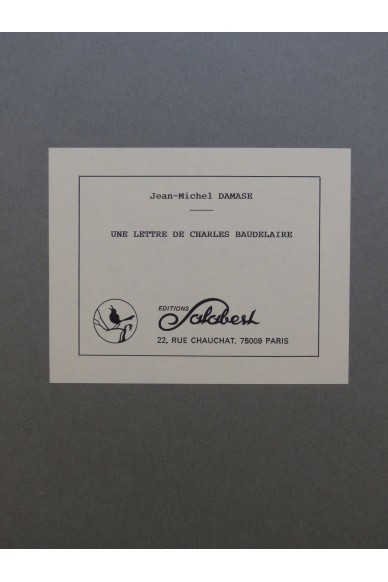 Jean-Michel DAMASE
UNE LETTRE DE CHARLES BAUDELAIRE
EDITIONS
Salabert
22, RUE CHAUCHAT, 75009 PARIS